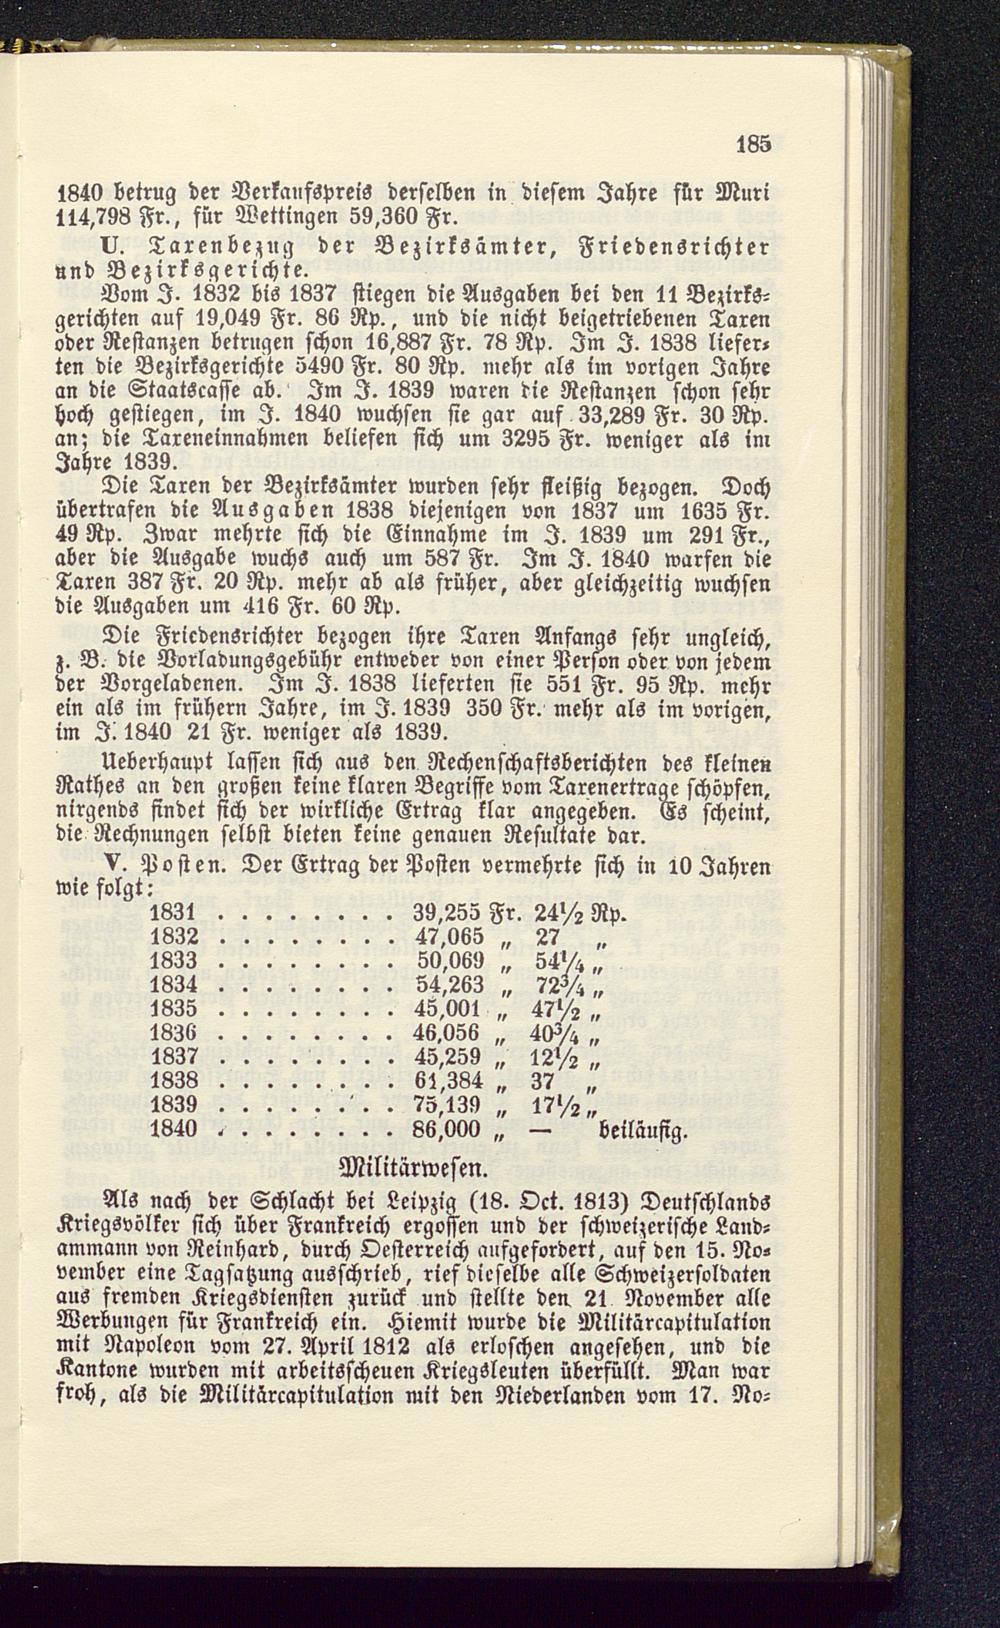 185
1840 betrug der Verkaufspreis derselben in diesem Jahre für Muri
114,798 Fr., für Wettingen 59,360 Fr.
U. Taxenbezug der Bezirksämter, Friedensrichter
und Bezirksgerichte.
Vom J. 1832 bis 1837 stiegen die Ausgaben bei den 11 Bezirks-
gerichten auf 19,049 Fr. 86 Rp., und die nicht beigetriebenen Taxen
oder Restanzen betrugen schon 16,887 Fr. 78 Rp. Im J. 1838 liefer-
ten die Bezirksgerichte 5490 Fr. 80 Rp. mehr als im vorigen Jahre
an die Staatscasse ab. Im J. 1839 waren die Restanzen schon sehr
hoch gestiegen, im J. 1840 wuchsen sie gar auf 33,289 Fr. 30 Rp.
an; die Taxeneinnahmen beliefen sich um 3295 Fr. weniger als im
Jahre 1839.
Die Taxen der Bezirksämter wurden sehr fleißig bezogen. Doch
übertrafen die Ausgaben 1838 diejenigen von 1837 um 1635 Fr.
49 Rp. Zwar mehrte sich die Einnahme im J. 1839 um 291 Fr.,
aber die Ausgabe wuchs auch um 587 Fr. Im J. 1840 warfen die
Taxen 387 Fr. 20 Rp. mehr ab als früher, aber gleichzeitig wuchsen
die Ausgaben um 416 Fr. 60 Rp.
Die Friedensrichter bezogen ihre Taxen Anfangs sehr ungleich,
z. B. die Vorladungsgebühr entweder von einer Person oder von jedem
der Vorgeladenen. Im J. 1838 lieferten sie 551 Fr. 95 Rp. mehr
ein als im frühern Jahre, im J. 1839 350 Fr. mehr als im vorigen,
im J. 1840 21 Fr. weniger als 1839.
Ueberhaupt lassen sich aus den Rechenschaftsberichten des kleinen
Rathes an den großen keine klaren Begriffe vom Taxenertrage schöpfen,
nirgends findet sich der wirkliche Ertrag klar angegeben. Es scheint,
die Rechnungen selbst bieten keine genauen Resultate dar.
V. Posten. Der Ertrag der Posten vermehrte sich in 10 Jahren
wie folgt:
1831 . . . . . . . . 39,255 Fr. 24½ Rp.
1832 . . . . . . . . 47,065 „ 27 „
1833 . . . . . . . . 50,069 „ 54¼ „
1834 . . . . . . . . 54,263 „ 72¾ „
1835 . . . . . . . . 45,001 „ 47½ „
1836 . . . . . . . . 46,056 „ 40¾ „
1837 . . . . . . . . 45,259 „ 12½ „
1838 . . . . . . . . 61,384 „ 37 „
1839 . . . . . . . . 75,139 „ 17½ „
1840 . . . . . . . . 86,000 „ — beiläufig.
Militärwesen.
Als nach der Schlacht bei Leipzig (18. Oct. 1813) Deutschlands
Kriegsvölker sich über Frankreich ergossen und der schweizerische Land-
ammann von Reinhard, durch Oesterreich aufgefordert, auf den 15. No-
vember eine Tagsatzung ausschrieb, rief dieselbe alle Schweizersoldaten
aus fremden Kriegsdiensten zurück und stellte den 21 November alle
Werbungen für Frankreich ein. Hiemit wurde die Militärcapitulation
mit Napoleon vom 27. April 1812 als erloschen angesehen, und die
Kantone wurden mit arbeitsscheuen Kriegsleuten überfüllt. Man war
froh, als die Militärcapitulation mit den Niederlanden vom 17. No-